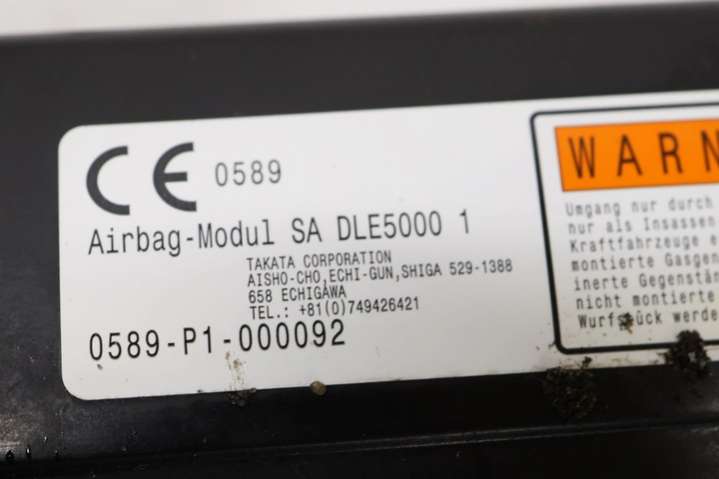 CE 0589
Airbag-Modul SA DLE5000 1
TAKATA CORPORATION
AISHO-CHO,ECHI-GUN,SHIGA 529-1388
658 ECHIGAWA
TEL.: +81(0)749426421
0589-P1-000092
WARN
Umgang nur durch
nur als Insassen
Kraftfahrzeuge e
montierte Gasgen
inerte Gegenstän
nicht montierte
Wurfstück werde